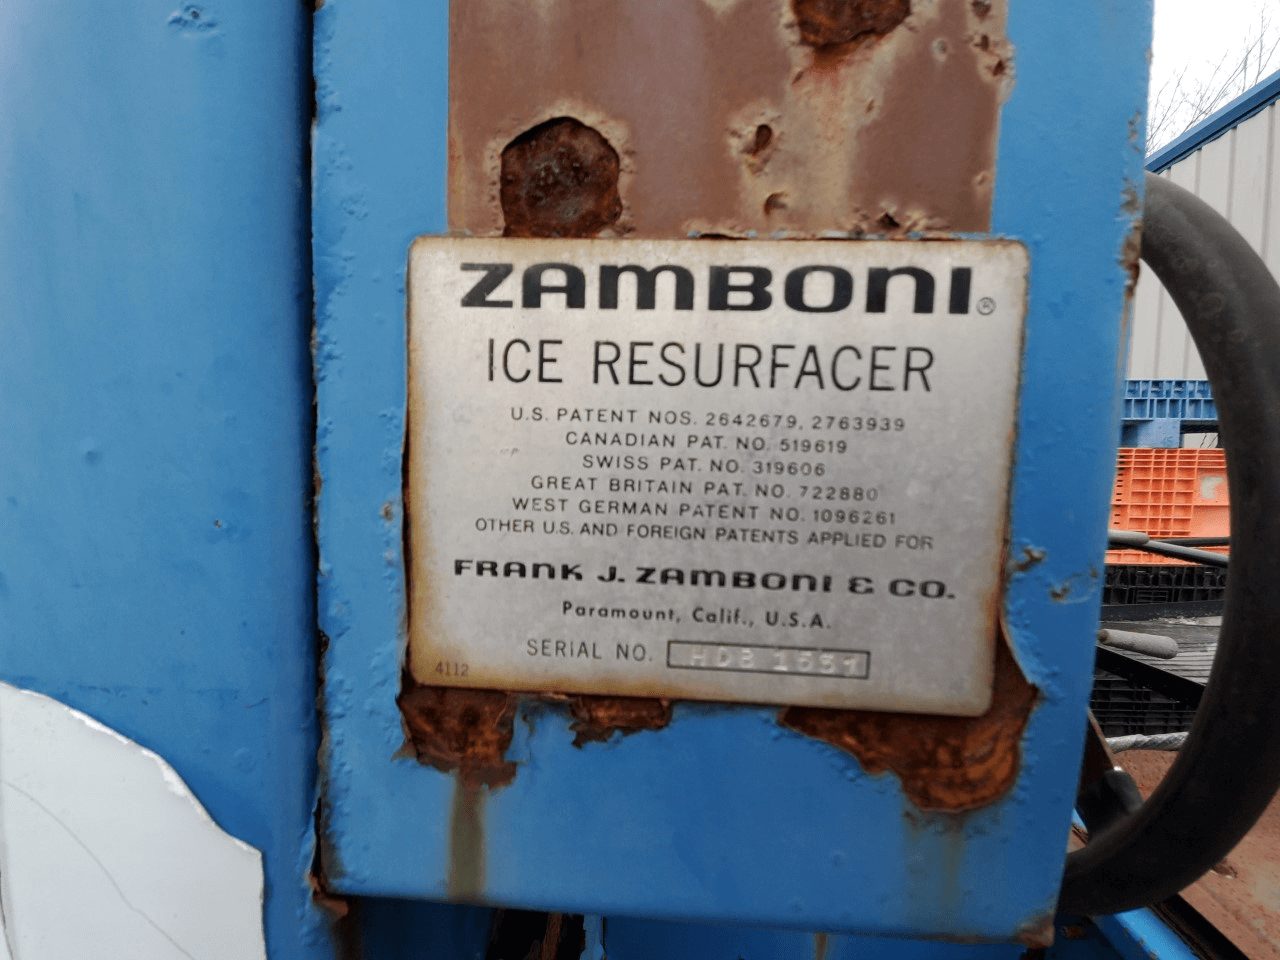 ZAMBONI®
ICE RESURFACER
U.S. PATENT NOS. 2642679, 2763939
CANADIAN PAT. NO. 519619
SWISS PAT. NO. 319606
GREAT BRITAIN PAT. NO. 722880
WEST GERMAN PATENT NO. 1096261
OTHER U.S. AND FOREIGN PATENTS APPLIED FOR
FRANK J. ZAMBONI & CO.
Paramount, Calif., U.S.A.
SERIAL NO. HDB
4112